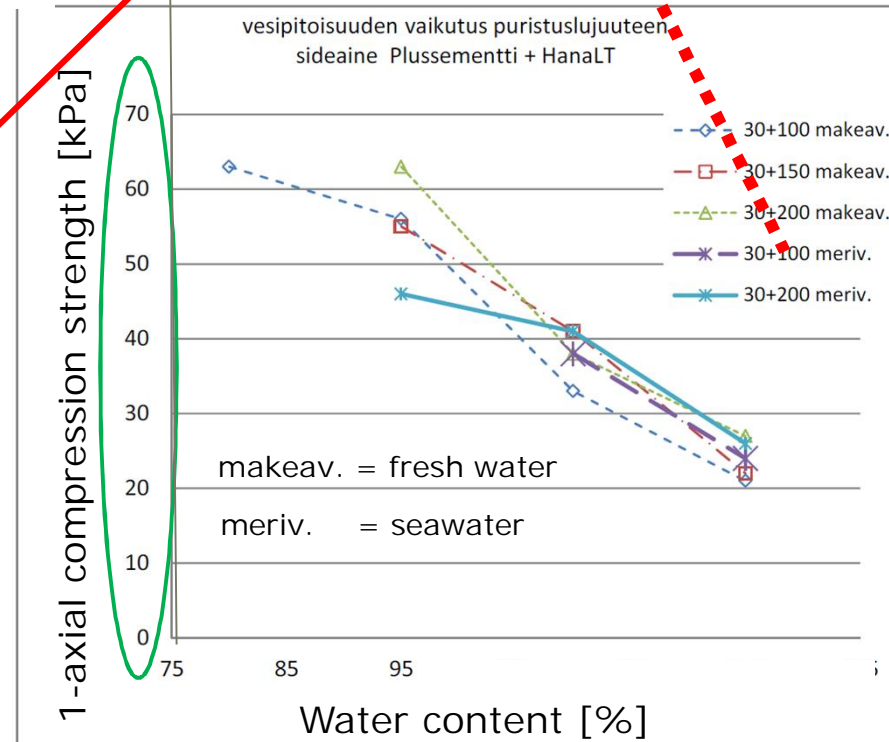 vesipitoisuuden vaikutus puristuslujuuteen
sideaine Plussementti + HanaLT
1-axial compression strength [kPa]
70
60
50
40
30
20
10
0
30+100 makeav.
30+150 makeav.
30+200 makeav.
30+100 meriv.
30+200 meriv.
makeav. = fresh water
meriv. = seawater
75 85 95
Water content [%]